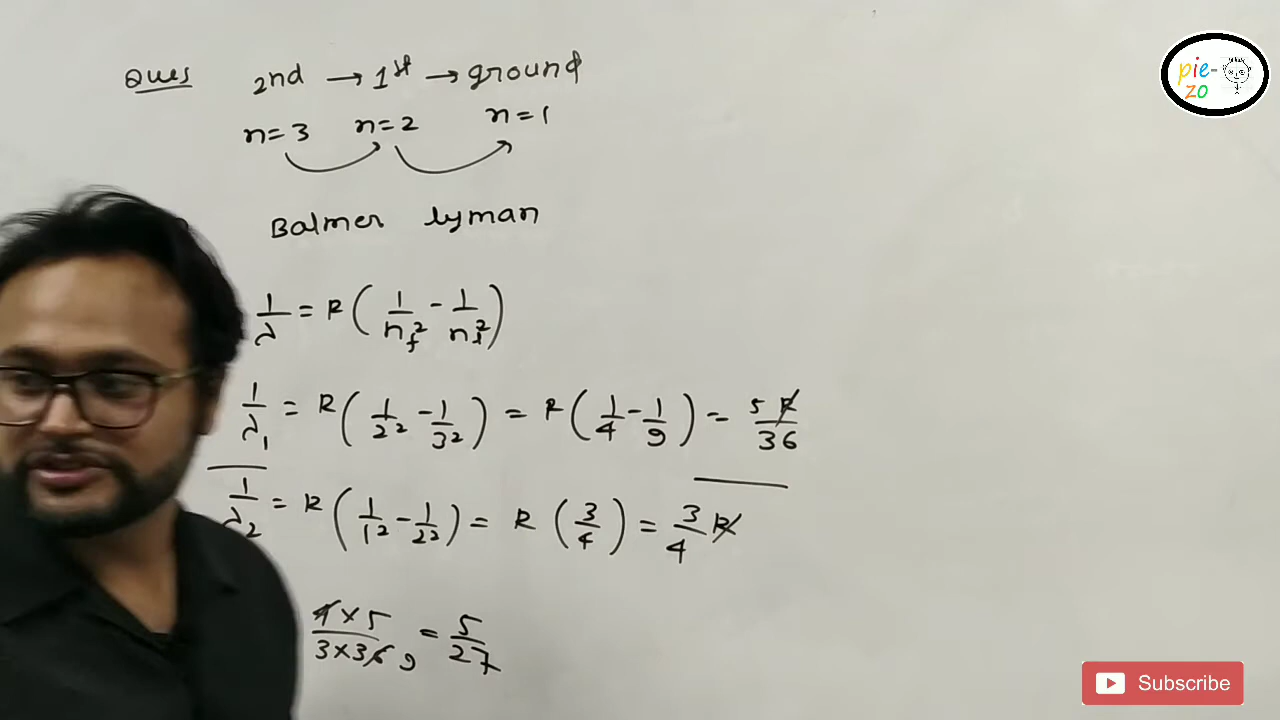 Ques 2nd → 1st → ground
n=3 n=2 n=1
Balmer lyman
1/λ = R(1/nf² - 1/ni²)
1/λ1 = R(1/2² - 1/3²) = R(1/4 - 1/9) = 5R/36
1/λ2 = R(1/1² - 1/2²) = R(3/4) = 3/4 R
4×5/3×36 9 = 5/27
pie-
zo
Subscribe